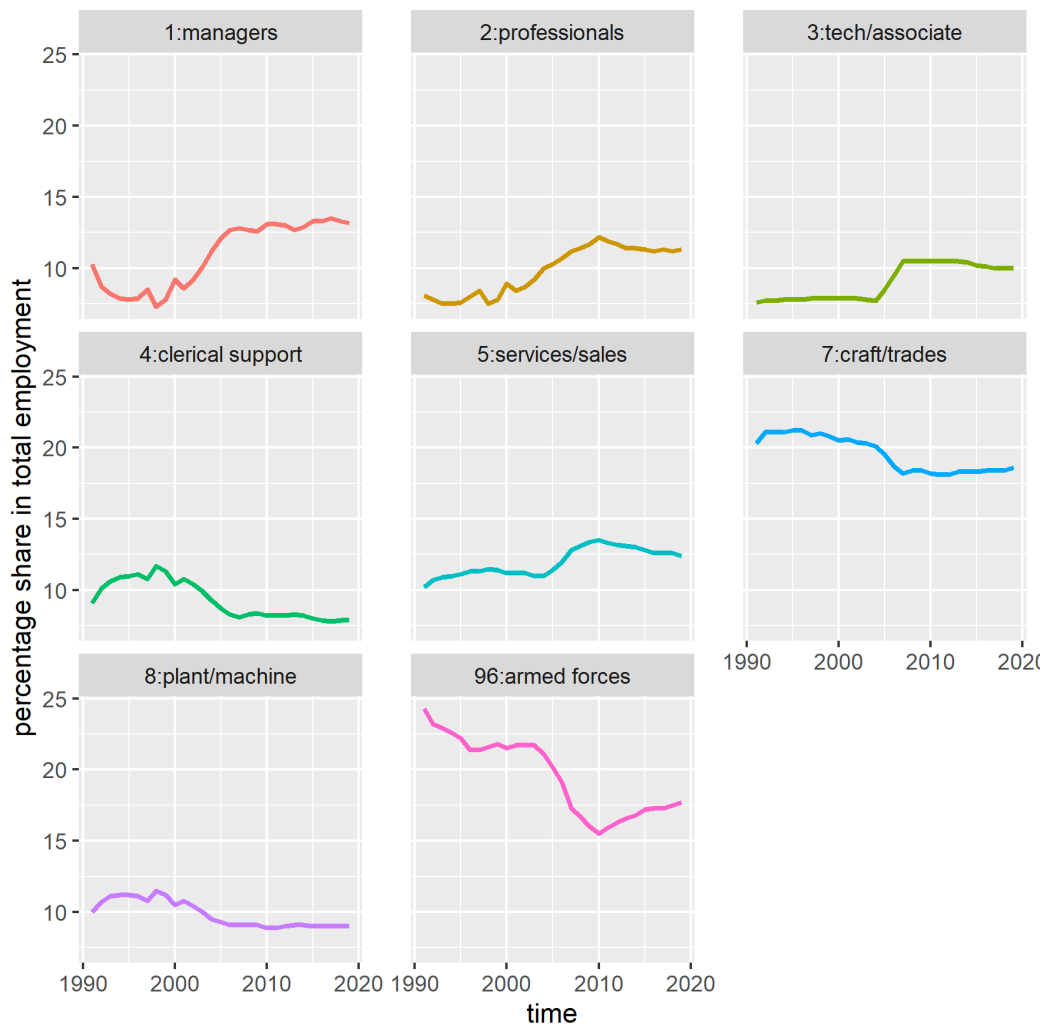 1:managers
2:professionals
3:tech/associate
25
20
15
10
4:clerical support
5:services/sales
7:craft/trades
25
20
15
10
1990 2000 2010 2020
8:plant/machine
96:armed forces
25
20
15
10
1990 2000 2010 2020
1990 2000 2010 2020
time
percentage share in total employment